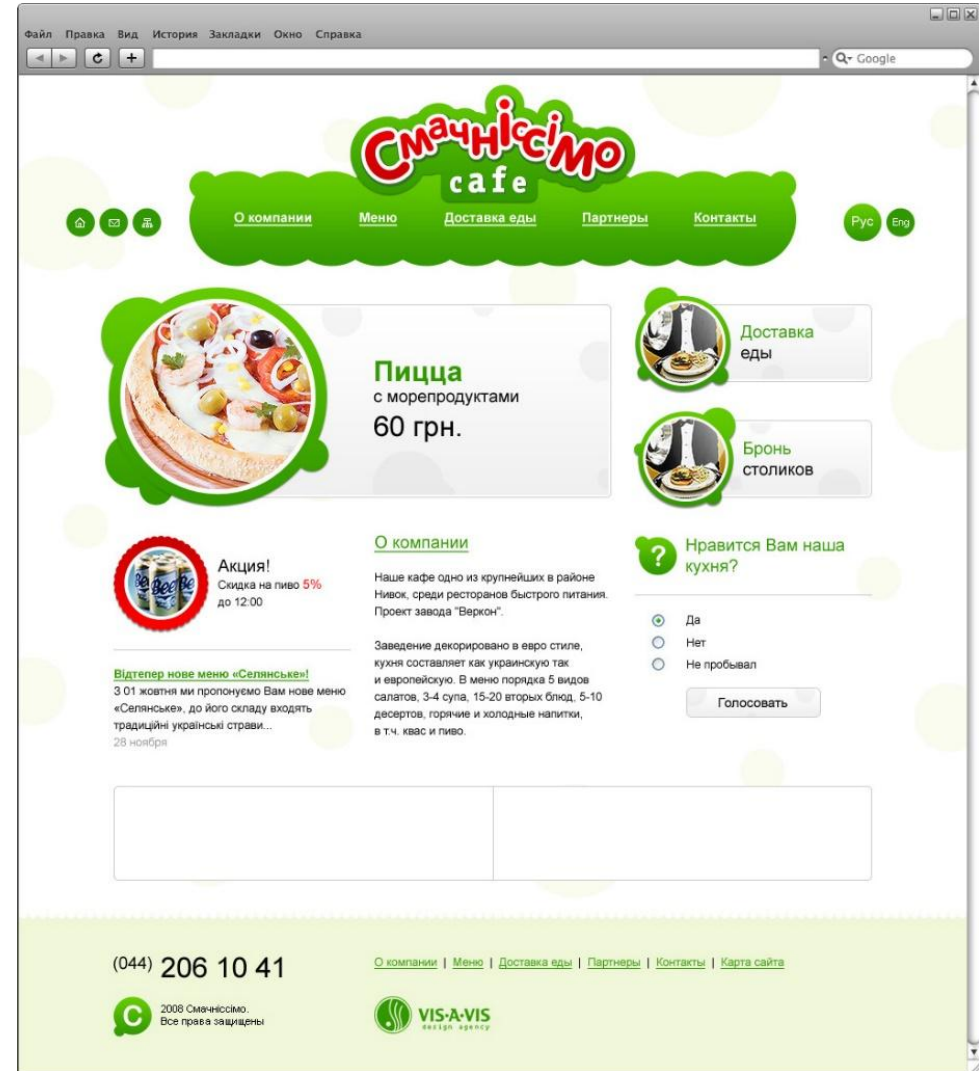 Файл Правка Вид История Закладки Окно Справка
Google
Смачніссімо
cafe
О компании Меню Доставка еды Партнеры Контакты
Рус Eng
Пицца
с морепродуктами
60 грн.
Доставка
еды
Бронь
столиков
Акция!
Скидка на пиво 5%
до 12:00
Відтепер нове меню «Селянське»!
З 01 жовтня ми пропонуємо Вам нове меню
«Селянське», до його складу входять
традиційні українські страви...
28 ноября
О компании
Наше кафе одно из крупнейших в районе
Нивок, среди ресторанов быстрого питания.
Проект завода "Веркон".
Заведение декорировано в евро стиле,
кухня составляет как украинскую так
и европейскую. В меню порядка 5 видов
салатов, 3-4 супа, 15-20 вторых блюд, 5-10
десертов, горячие и холодные напитки,
в т.ч. квас и пиво.
?
Нравится Вам наша
кухня?
Да
Нет
Не пробывал
Голосовать
(044) 206 10 41
О компании | Меню | Доставка еды | Партнеры | Контакты | Карта сайта
С
2008 Смачніссімо.
Все права защищены
VIS-A-VIS
design agency